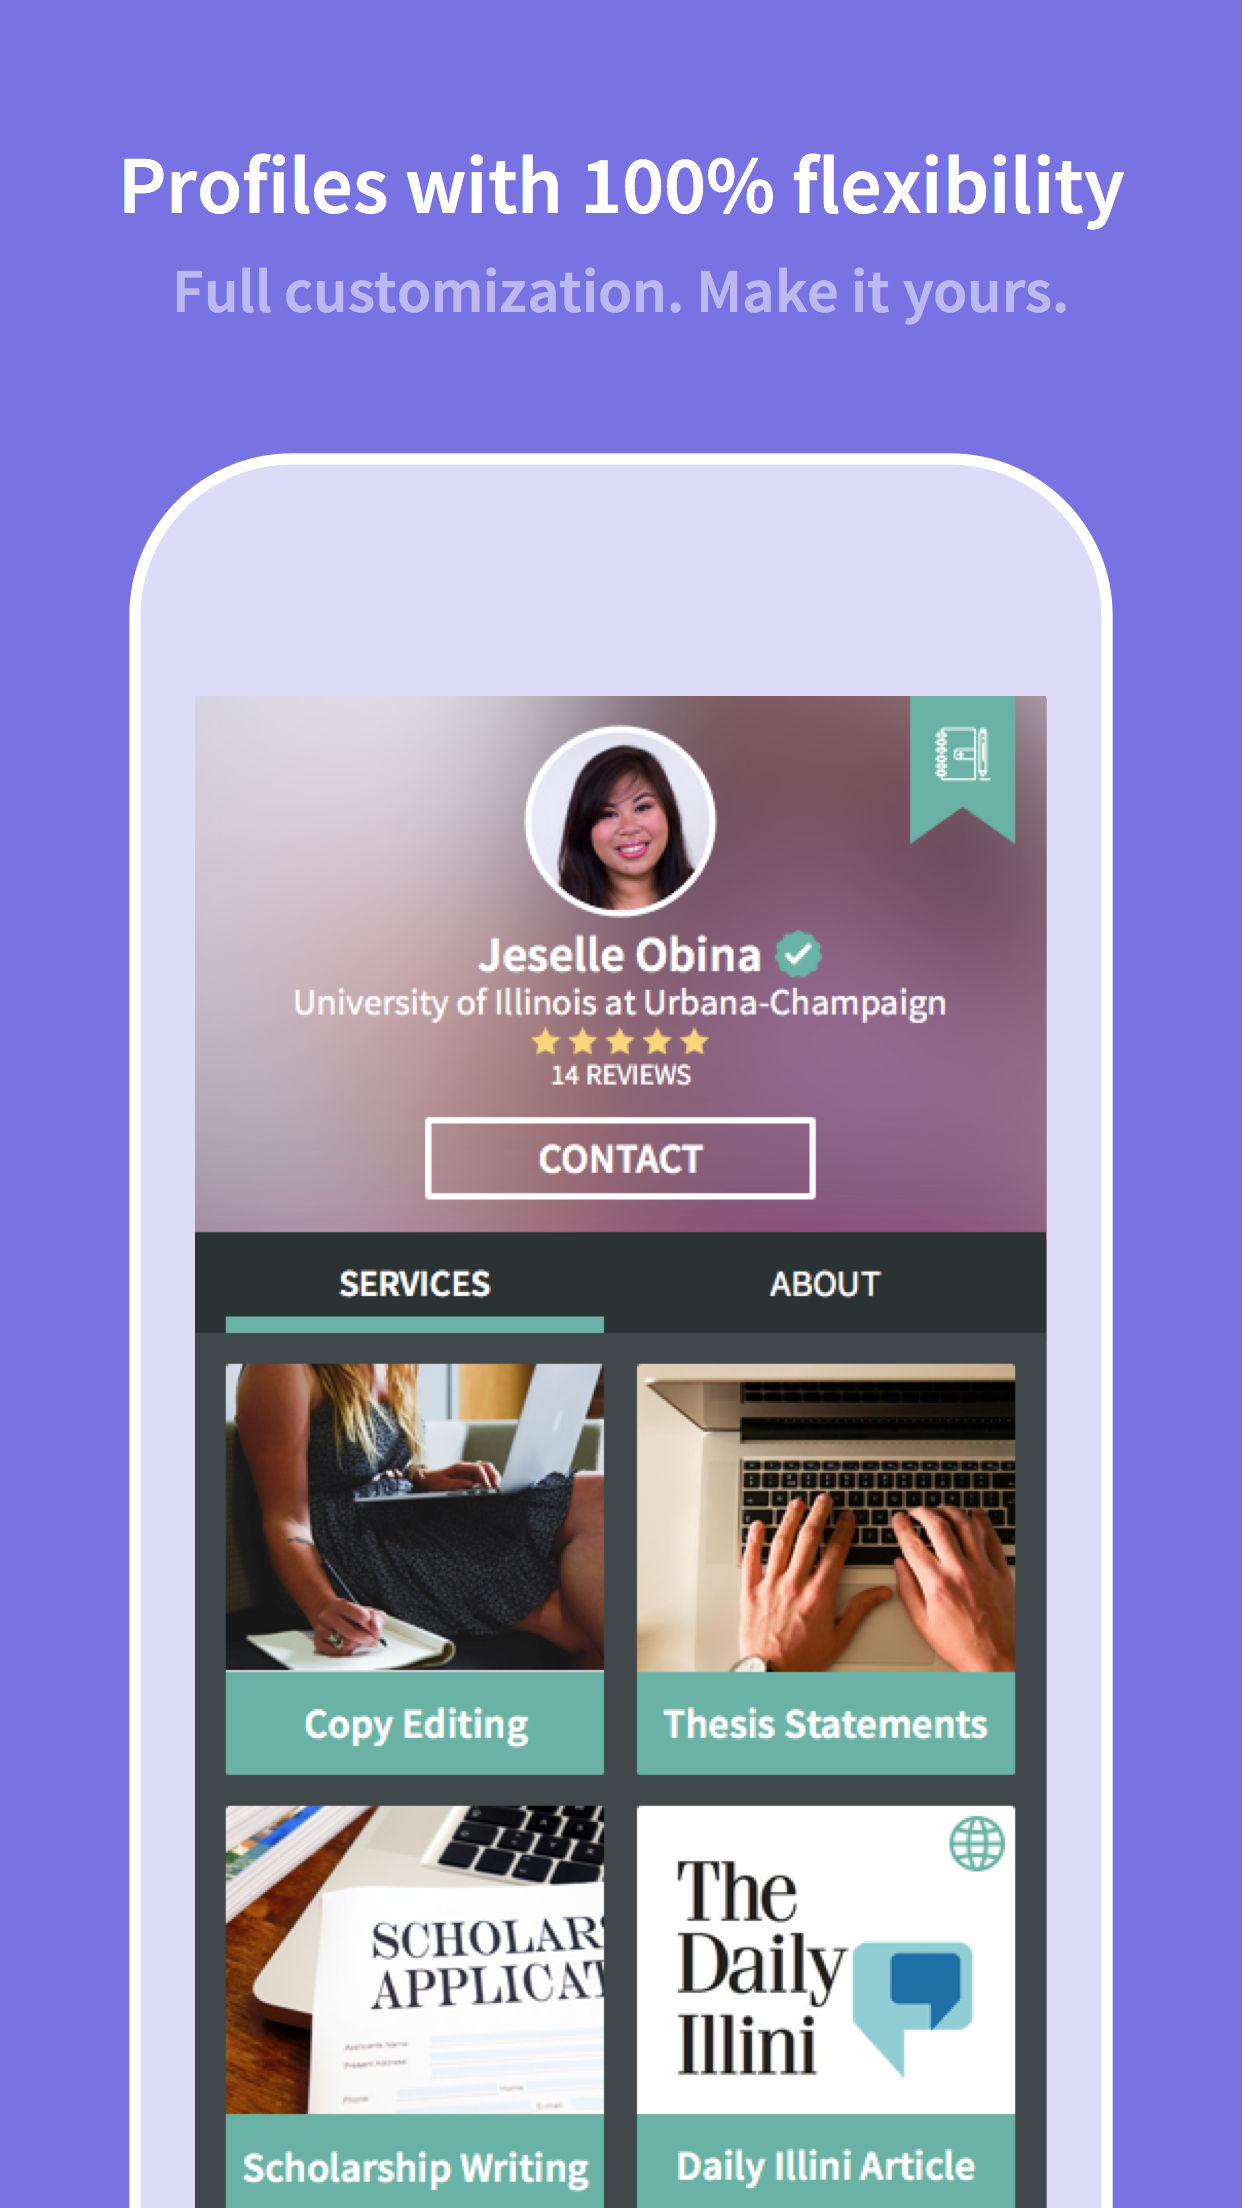 Profiles with 100% flexibility
Full customization. Make it yours.
Jeselle Obina
University of Illinois at Urbana-Champaign
14 REVIEWS
CONTACT
SERVICES
ABOUT
Copy Editing
Thesis Statements
SCHOLARS
APPLICAT
Applicants Name:
Present Address:
Phone:
Home
E-mail
The
Daily
Illini
Scholarship Writing
Daily Illini Article